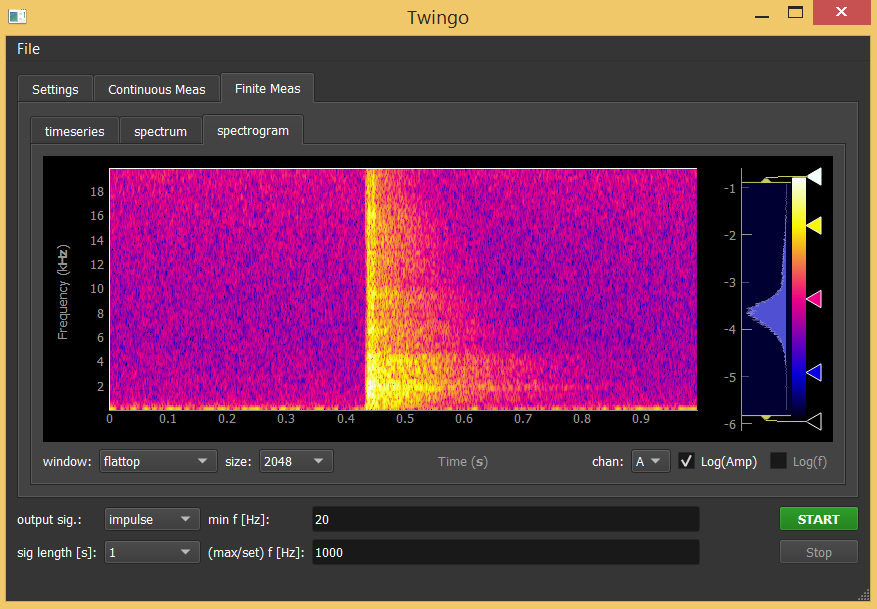 Twingo
File
Settings Continuous Meas Finite Meas
timeseries spectrum spectrogram
18
16
14
12
10
8
6
4
2
Frequency (kHz)
0 0.1 0.2 0.3 0.4 0.5 0.6 0.7 0.8 0.9
-1
-2
-3
-4
-5
-6
window: flattop size: 2048 Time (s) chan: A Log(Amp) Log(f)
output sig.: impulse min f [Hz]: 20 START
sig length [s]: 1 (max/set) f [Hz]: 1000 Stop